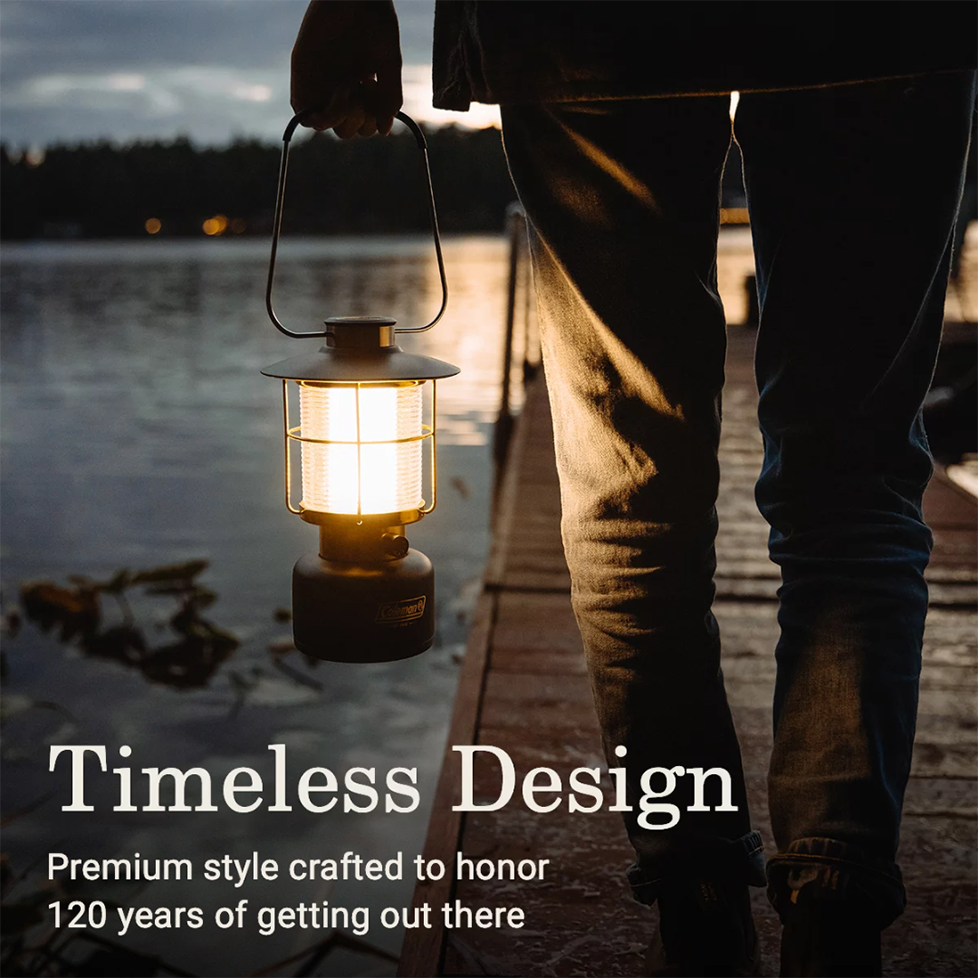 Coleman
Timeless Design
Premium style crafted to honor
120 years of getting out there